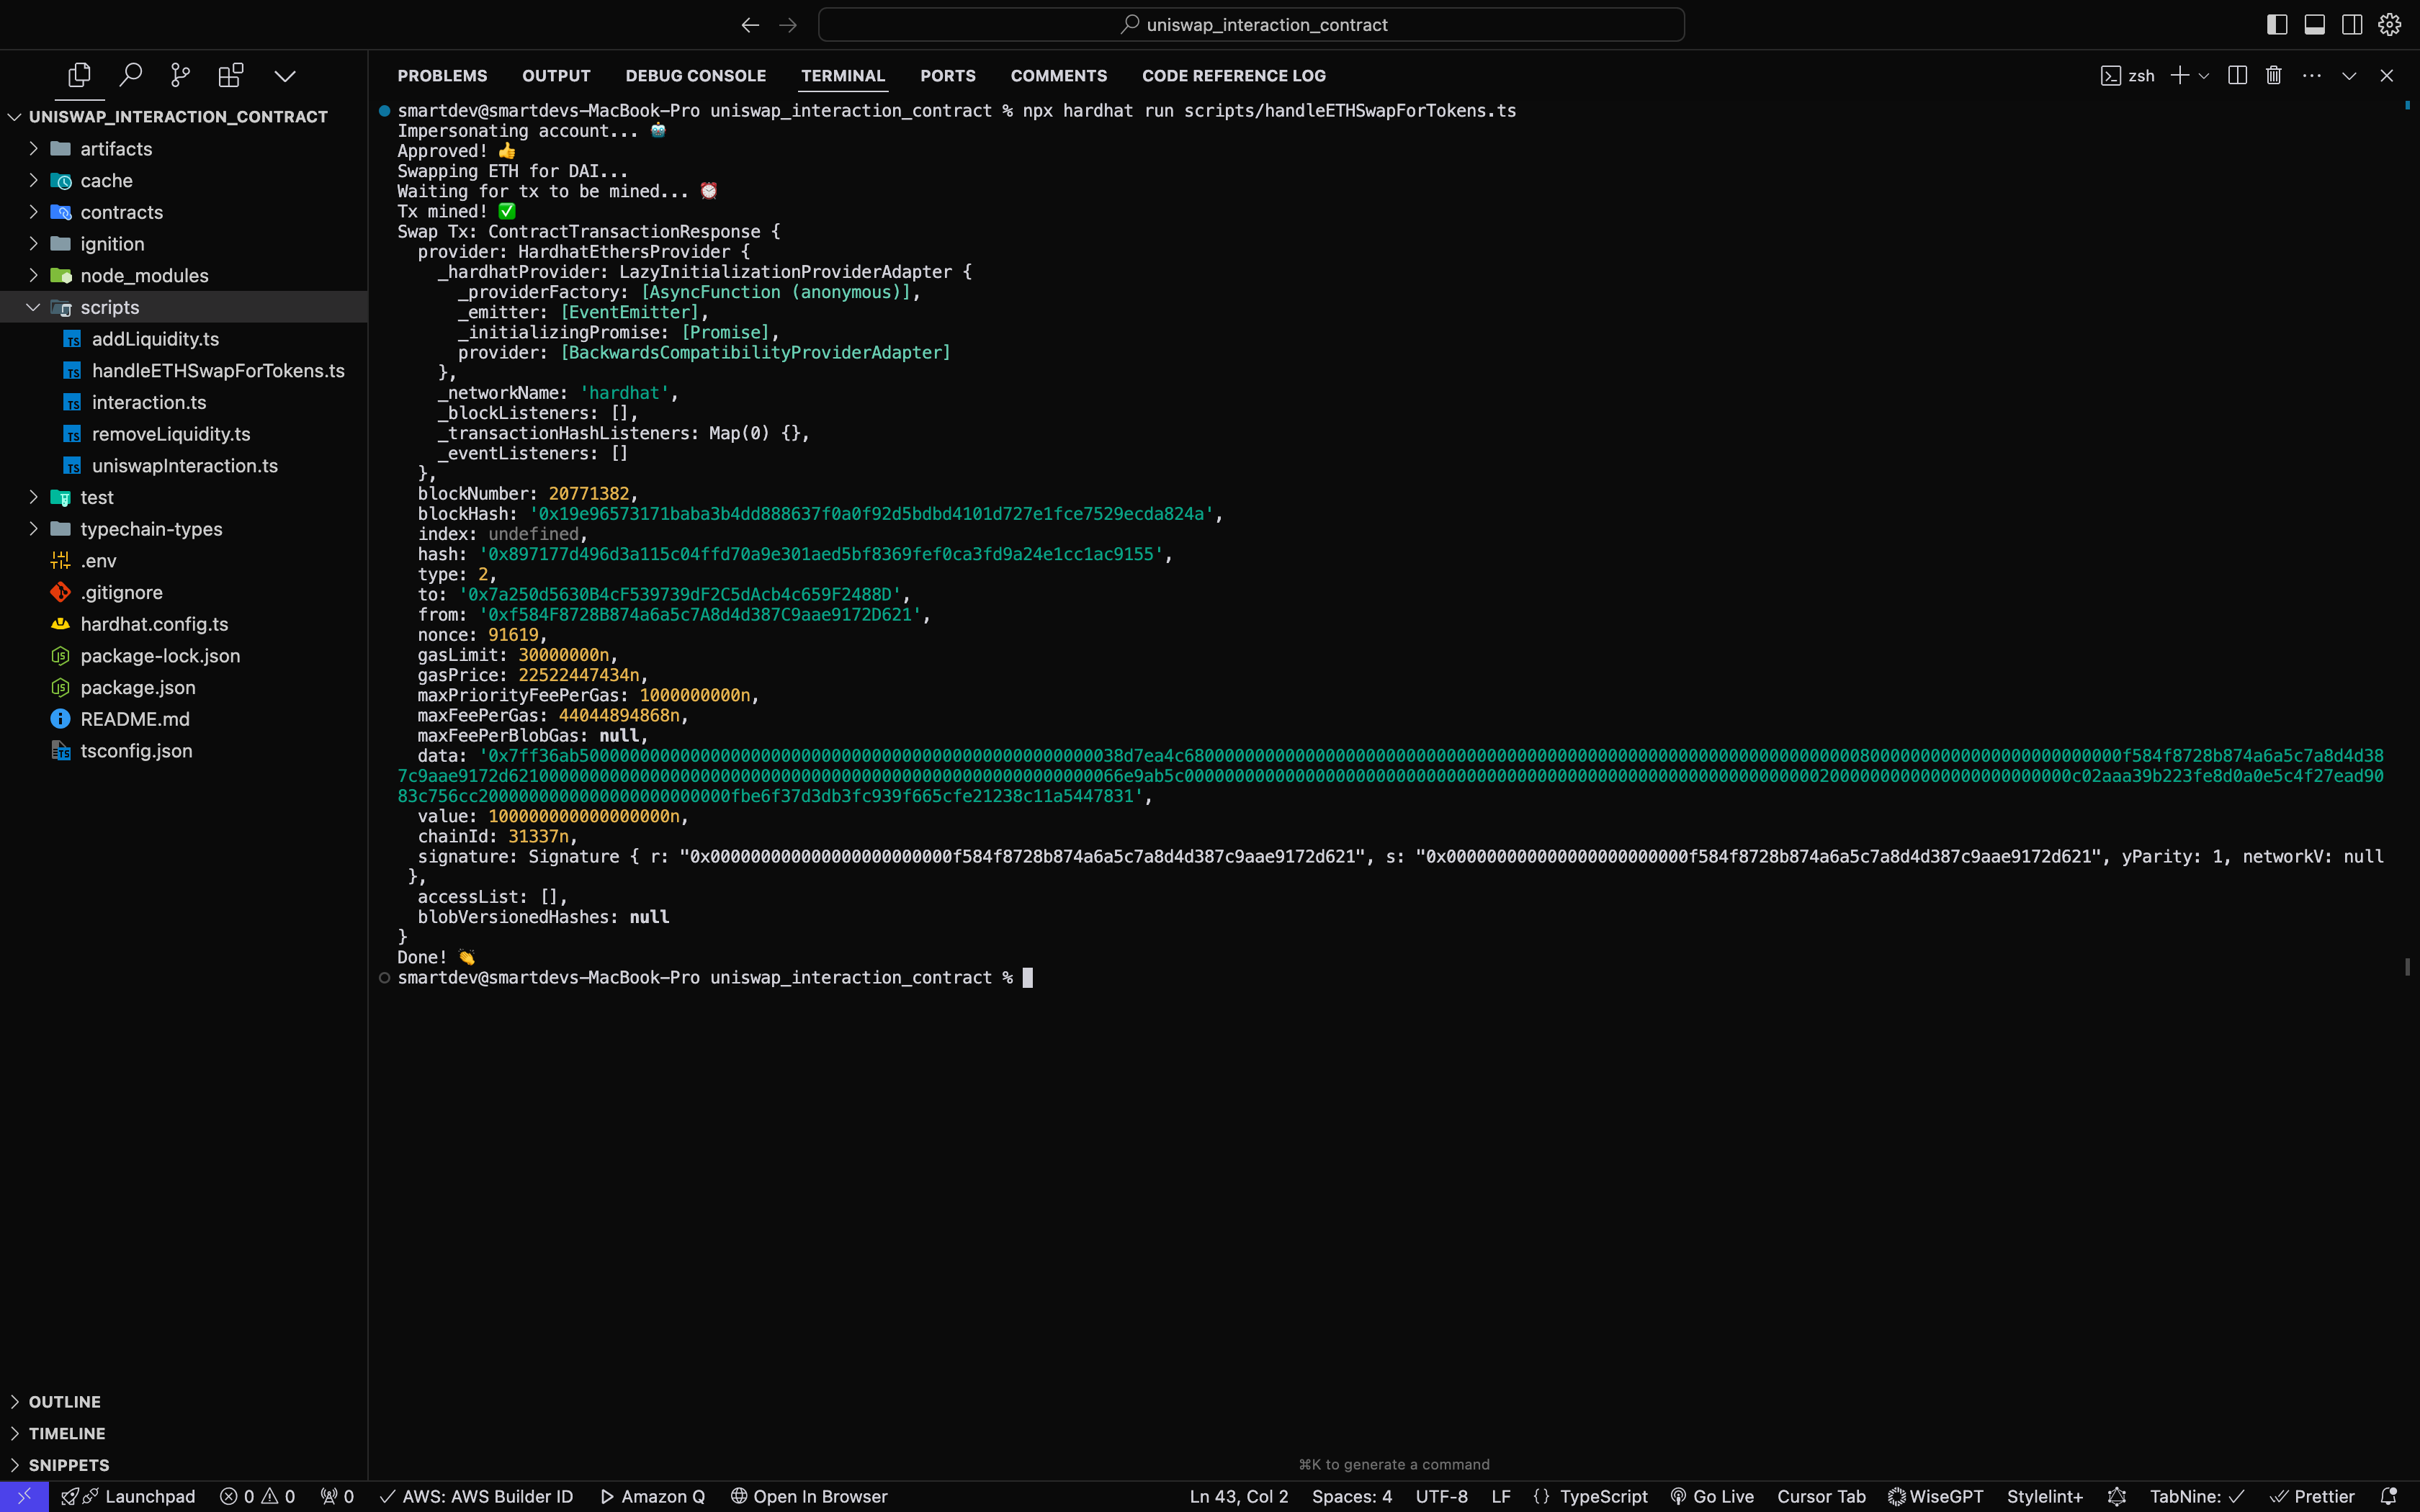 uniswap_interaction_contract
PROBLEMS OUTPUT DEBUG CONSOLE TERMINAL PORTS COMMENTS CODE REFERENCE LOG zsh
UNISWAP_INTERACTION_CONTRACT
artifacts
cache
contracts
ignition
node_modules
scripts
addLiquidity.ts
handleETHSwapForTokens.ts
interaction.ts
removeLiquidity.ts
uniswapInteraction.ts
test
typechain-types
.env
.gitignore
hardhat.config.ts
package-lock.json
package.json
README.md
tsconfig.json
OUTLINE
TIMELINE
SNIPPETS
smartdev@smartdevs-MacBook-Pro uniswap_interaction_contract % npx hardhat run scripts/handleETHSwapForTokens.ts
Impersonating account... 
Approved! 👍
Swapping ETH for DAI...
Waiting for tx to be mined... ⏰
Tx mined! ✅
Swap Tx: ContractTransactionResponse {
provider: HardhatEthersProvider {
_hardhatProvider: LazyInitializationProviderAdapter {
_providerFactory: [AsyncFunction (anonymous)],
_emitter: [EventEmitter],
_initializingPromise: [Promise],
provider: [BackwardsCompatibilityProviderAdapter]
},
_networkName: 'hardhat',
_blockListeners: [],
_transactionHashListeners: Map(0) {},
_eventListeners: []
},
blockNumber: 20771382,
blockHash: '0x19e96573171baba3b4dd888637f0a0f92d5bdbd4101d727e1fce7529ecda824a',
index: undefined,
hash: '0x897177d496d3a115c04ffd70a9e301aed5bf8369fef0ca3fd9a24e1cc1ac9155',
type: 2,
to: '0x7a250d5630B4cF539739dF2C5dAcb4c659F2488D',
from: '0xf584F8728B874a6a5c7A8d4d387C9aae9172D621',
nonce: 91619,
gasLimit: 30000000n,
gasPrice: 22522447434n,
maxPriorityFeePerGas: 1000000000n,
maxFeePerGas: 44044894868n,
maxFeePerBlobGas: null,
data: '0x7ff36ab500000000000000000000000000000000000000000000000000038d7ea4c680000000000000000000000000000000000000000000000000000000000000000080000000000000000000000000f584f8728b874a6a5c7a8d4d38
7c9aae9172d6210000000000000000000000000000000000000000000000000000000066e9ab5c0000000000000000000000000000000000000000000000000000000000000002000000000000000000000000c02aaa39b223fe8d0a0e5c4f27ead90
83c756cc2000000000000000000000000fbe6f37d3db3fc939f665cfe21238c11a5447831',
value: 100000000000000000n,
chainId: 31337n,
signature: Signature { r: "0x000000000000000000000000f584f8728b874a6a5c7a8d4d387c9aae9172d621", s: "0x000000000000000000000000f584f8728b874a6a5c7a8d4d387c9aae9172d621", yParity: 1, networkV: null
},
accessList: [],
blobVersionedHashes: null
}
Done! 👏
smartdev@smartdevs-MacBook-Pro uniswap_interaction_contract %
⌘K to generate a command
Launchpad 0 0 0 AWS: AWS Builder ID Amazon Q Open In Browser Ln 43, Col 2 Spaces: 4 UTF-8 LF {} TypeScript Go Live Cursor Tab WiseGPT Stylelint+ TabNine: ✓ Prettier